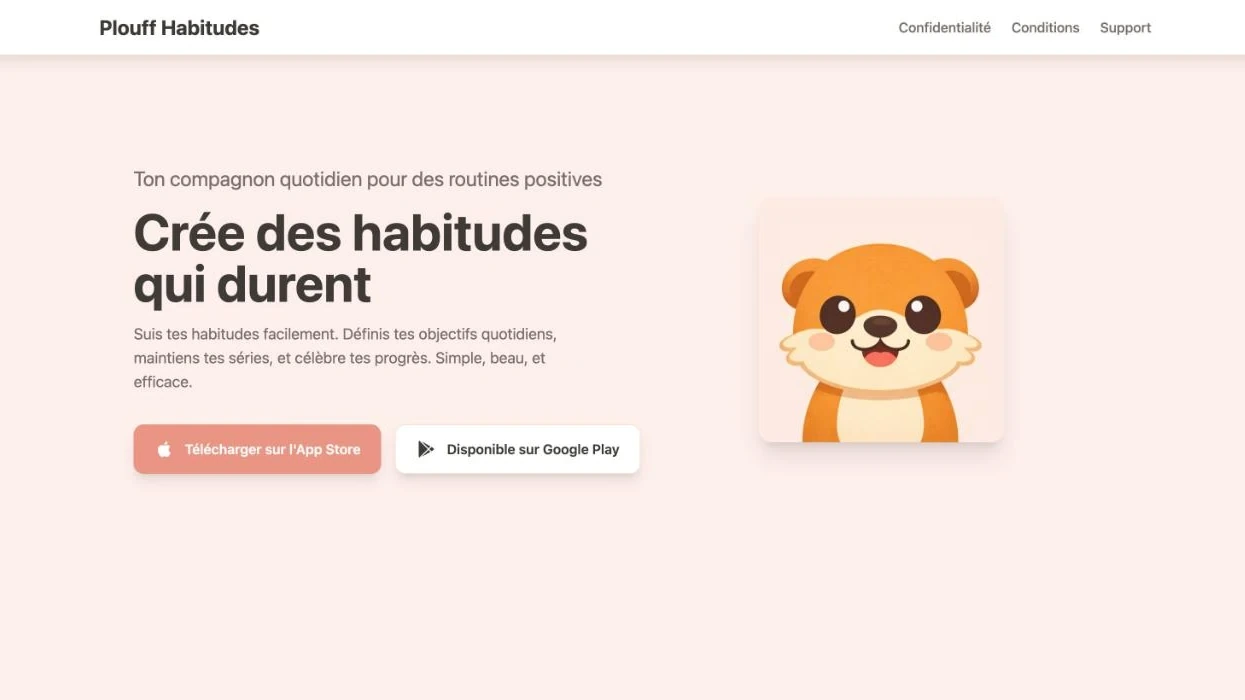 Plouff Habitudes
Confidentialité Conditions Support
Ton compagnon quotidien pour des routines positives
Crée des habitudes
qui durent
Suis tes habitudes facilement. Définis tes objectifs quotidiens,
maintiens tes séries, et célèbre tes progrès. Simple, beau, et
efficace.
Télécharger sur l'App Store
Disponible sur Google Play